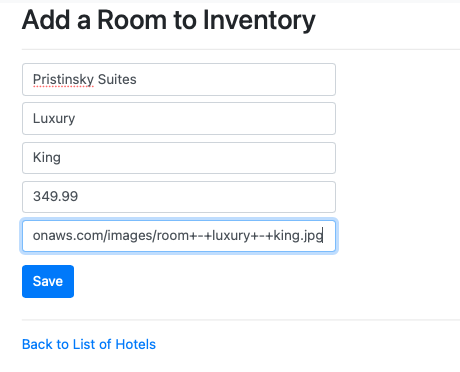 Add a Room to Inventory
Pristinsky Suites
Luxury
King
349.99
onaws.com/images/room+-+luxury+-+king.jpg
Save
Back to List of Hotels